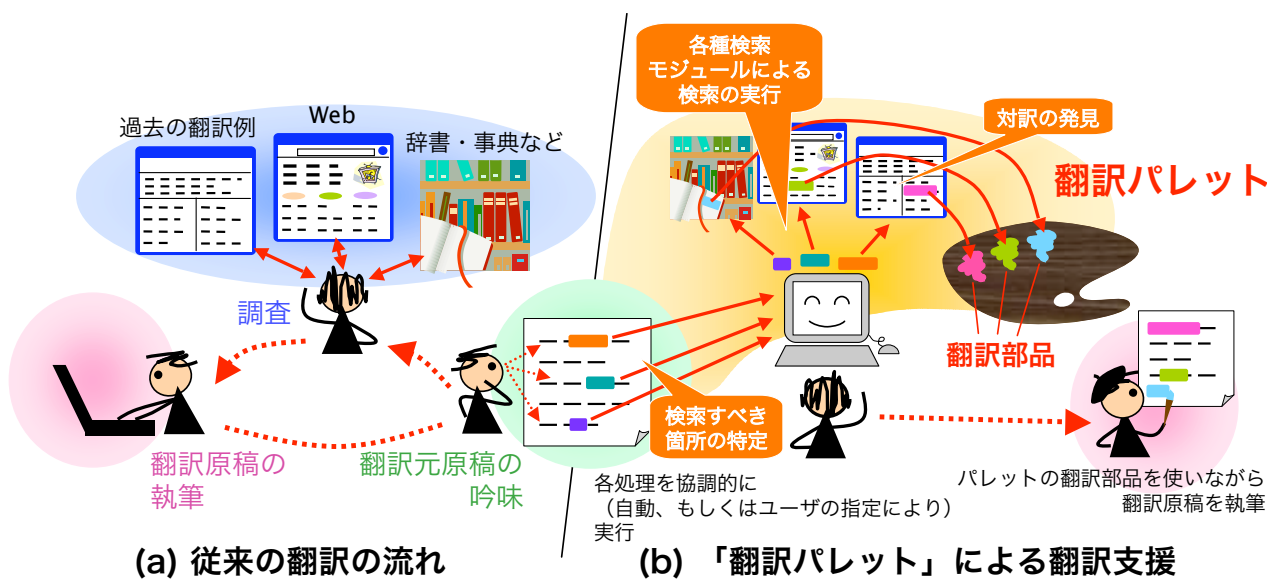 過去の翻訳例
Web
辞書・事典など
調査
翻訳原稿の
執筆
翻訳元原稿の
吟味
(a) 従来の翻訳の流れ
各種検索
モジュールによる
検索の実行
対訳の発見
翻訳パレット
翻訳部品
検索すべき
箇所の特定
各処理を協調的に
（自動、もしくはユーザの指定により）
実行
パレットの翻訳部品を使いながら
翻訳原稿を執筆
(b) 「翻訳パレット」による翻訳支援